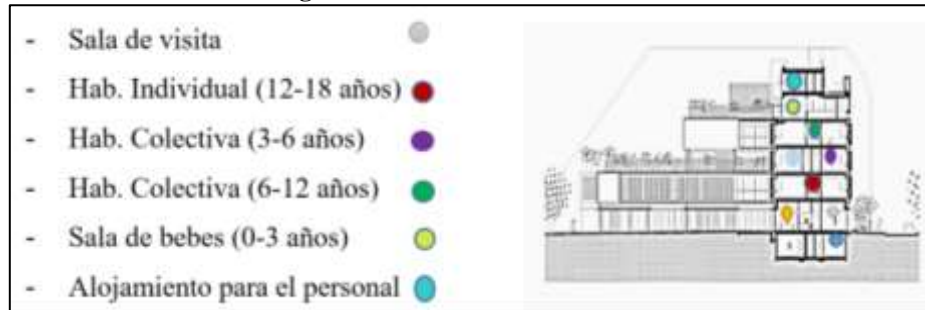 - Sala de visita
- Hab. Individual (12-18 años)
- Hab. Colectiva (3-6 años)
- Hab. Colectiva (6-12 años)
- Sala de bebes (0-3 años)
- Alojamiento para el personal